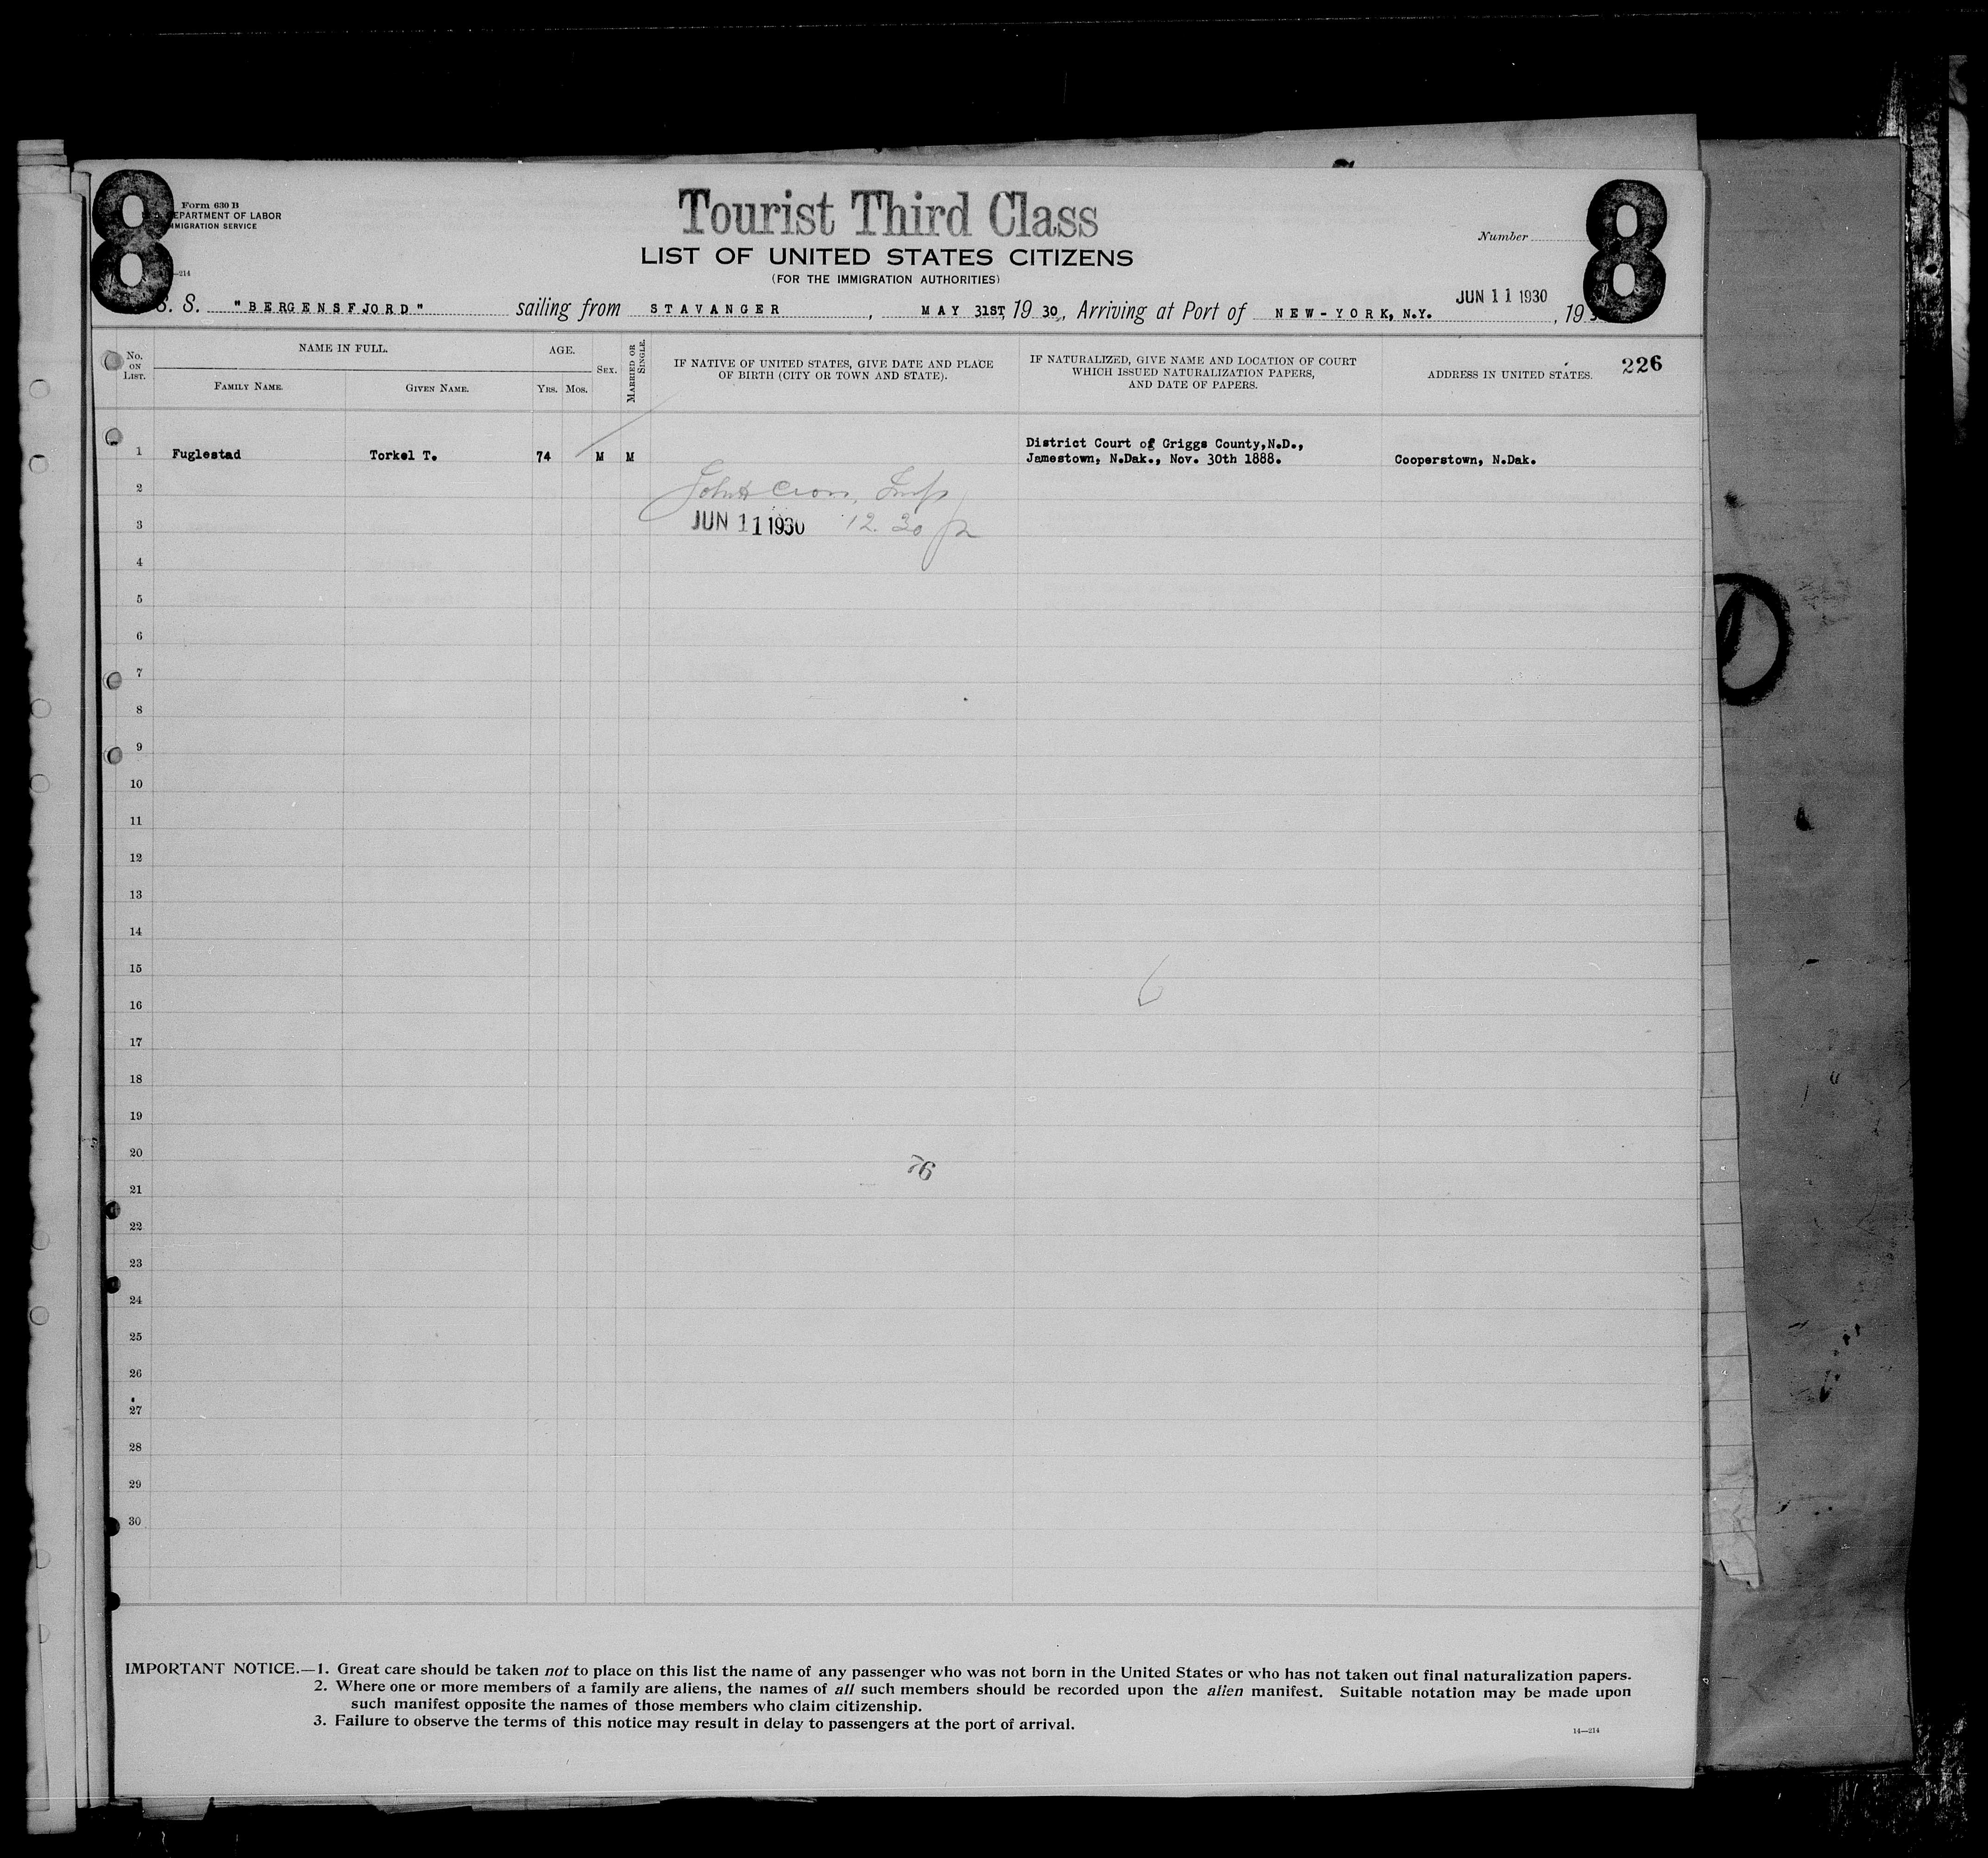 8
8
Form 630 B
DEPARTMENT OF LABOR
IMMIGRATION SERVICE
—214
Tourist Third Class
LIST OF UNITED STATES CITIZENS
(FOR THE IMMIGRATION AUTHORITIES)
Number
S. S. "BERGENSFJORD" sailing from STAVANGER, MAY 31ST, 1930, Arriving at Port of NEW-YORK, N.Y. JUN 11 1930, 19
No. ON LIST.
NAME IN FULL.
FAMILY NAME.
GIVEN NAME.
AGE.
YRS. MOS.
SEX.
MARRIED OR SINGLE.
IF NATIVE OF UNITED STATES, GIVE DATE AND PLACE
OF BIRTH (CITY OR TOWN AND STATE).
IF NATURALIZED, GIVE NAME AND LOCATION OF COURT
WHICH ISSUED NATURALIZATION PAPERS,
AND DATE OF PAPERS.
ADDRESS IN UNITED STATES.
226
District Court of Griggs County,N.D.,
1 Fuglestad Torkel T. 74 M M Jamestown, N.Dak., Nov. 30th 1888. Cooperstown, N.Dak.
2
3 JUN 11 1930 12.30
4
5
6
7
8
9
10
11
12
13
14
15
16
17
18
19
20
76
21
22
23
24
25
26
27
28
29
30
IMPORTANT NOTICE.—1. Great care should be taken not to place on this list the name of any passenger who was not born in the United States or who has not taken out final naturalization papers.
2. Where one or more members of a family are aliens, the names of all such members should be recorded upon the alien manifest. Suitable notation may be made upon
such manifest opposite the names of those members who claim citizenship.
3. Failure to observe the terms of this notice may result in delay to passengers at the port of arrival.
14—214